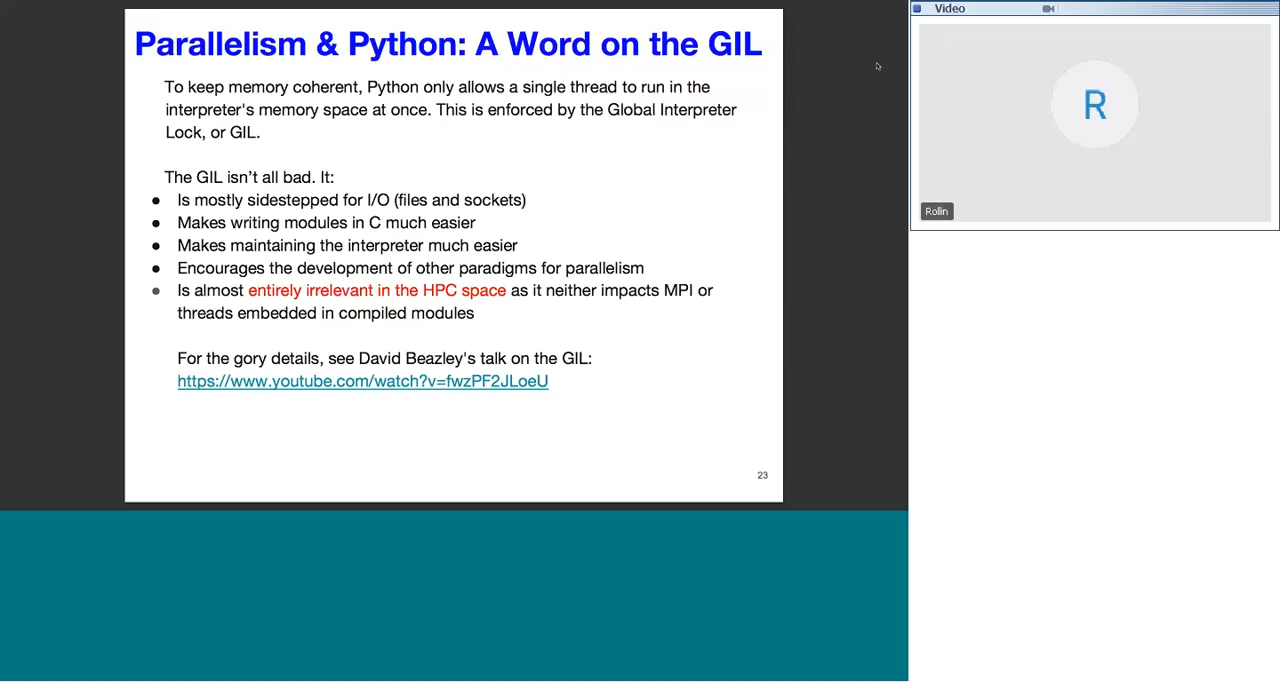 Parallelism & Python: A Word on the GIL
To keep memory coherent, Python only allows a single thread to run in the
interpreter's memory space at once. This is enforced by the Global Interpreter
Lock, or GIL.
The GIL isn’t all bad. It:
● Is mostly sidestepped for I/O (files and sockets)
● Makes writing modules in C much easier
● Makes maintaining the interpreter much easier
● Encourages the development of other paradigms for parallelism
● Is almost entirely irrelevant in the HPC space as it neither impacts MPI or
threads embedded in compiled modules
For the gory details, see David Beazley's talk on the GIL:
https://www.youtube.com/watch?v=fwzPF2JLoeU
23
Video
R
Rollin